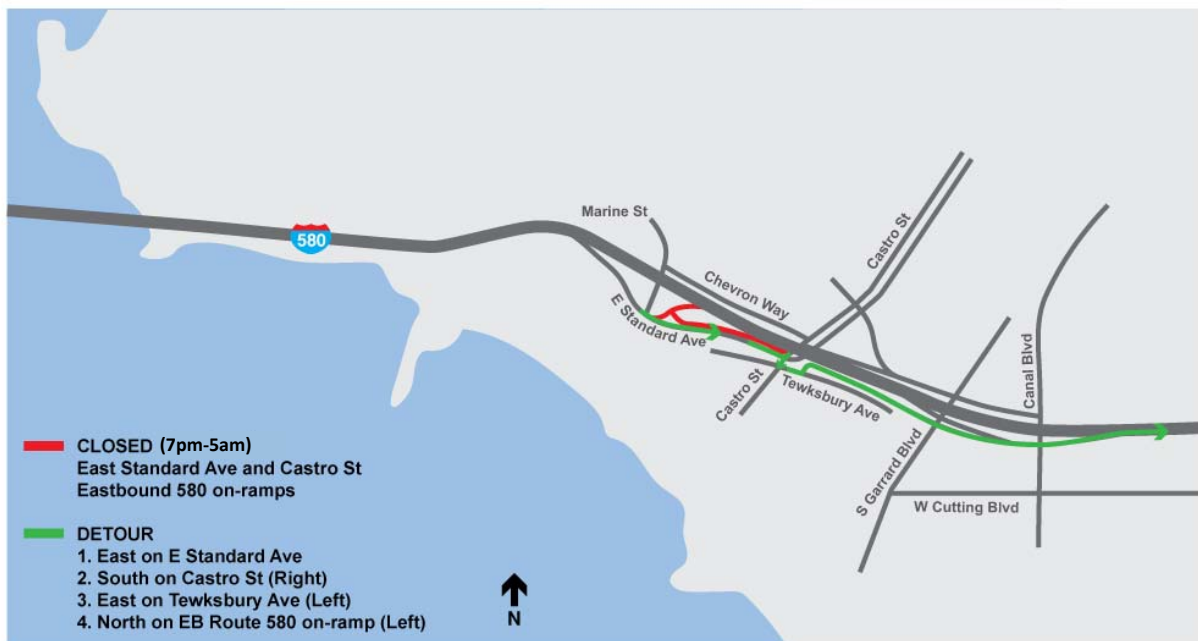 Marine St
580
Chevron Way
Castro St
E Standard Ave
Castro St
Tewksbury Ave
Canal Blvd
S Garrard Blvd
W Cutting Blvd
CLOSED (7pm-5am)
East Standard Ave and Castro St
Eastbound 580 on-ramps
DETOUR
1. East on E Standard Ave
2. South on Castro St (Right)
3. East on Tewksbury Ave (Left)
4. North on EB Route 580 on-ramp (Left)
N